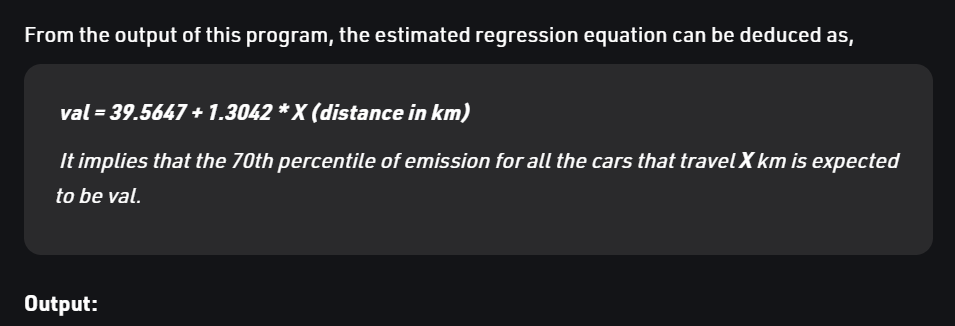 From the output of this program, the estimated regression equation can be deduced as,
val = 39.5647 + 1.3042 * X (distance in km)
It implies that the 70th percentile of emission for all the cars that travel X km is expected
to be val.
Output: